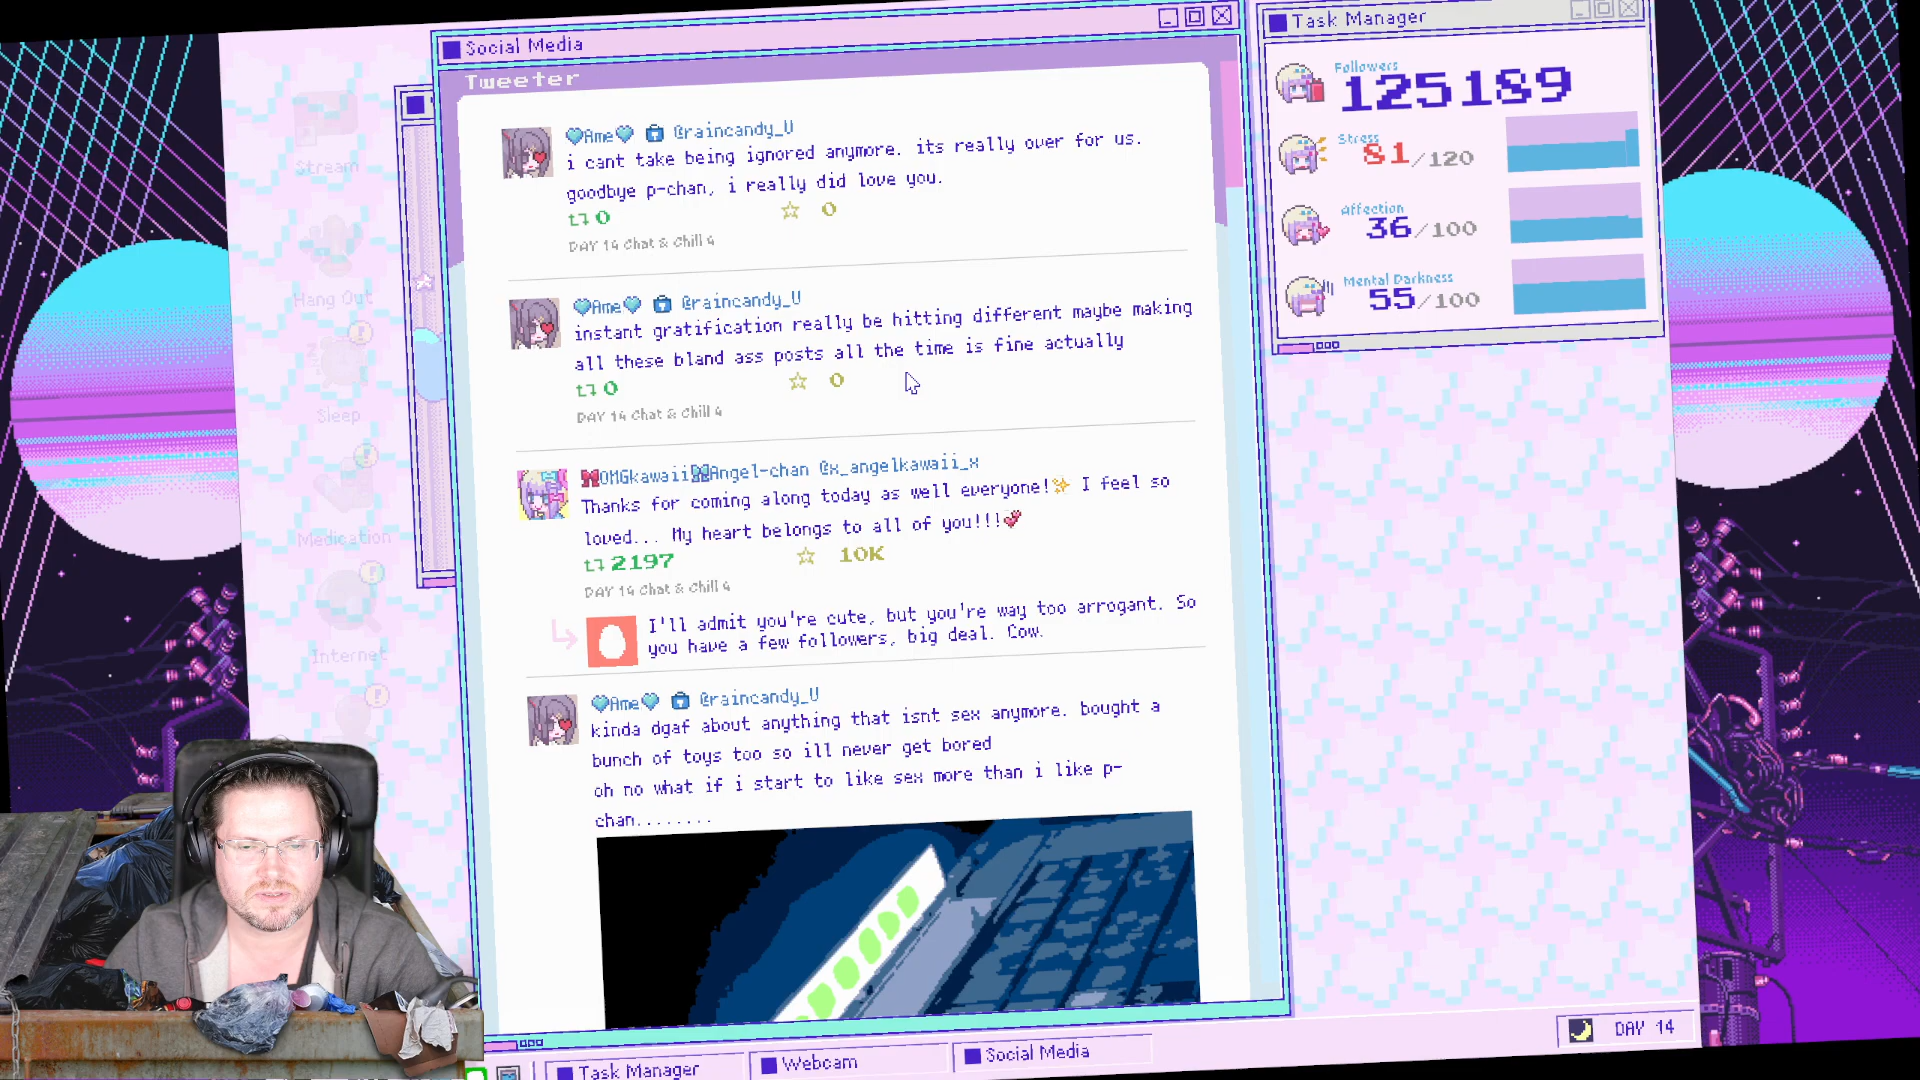 Social Media
Tweeter
Ame @raincandy_U
i cant take being ignored anymore. its really over for us.
goodbye p-chan, i really did love you.
0 0
DAY 14 Chat & Chill 4
Ame @raincandy_U
instant gratification really be hitting different maybe making
all these bland ass posts all the time is fine actually
0 0
DAY 14 Chat & Chill 4
OMGkawaii Angel-chan @x_angelkawaii_x
Thanks for coming along today as well everyone! I feel so
loved... My heart belongs to all of you!!!
2197 10K
DAY 14 Chat & Chill 4
I'll admit you're cute, but you're way too arrogant. So
you have a few followers, big deal. Cow.
Ame @raincandy_U
kinda dgaf about anything that isnt sex anymore. bought a
bunch of toys too so ill never get bored
oh no what if i start to like sex more than i like p-
chan........
Task Manager
Followers
125189
Stress
81/120
Affection
36/100
Mental Darkness
55/100
Stream
Hang Out
Sleep
Medication
Internet
Task Manager
Webcam
Social Media
DAY 14